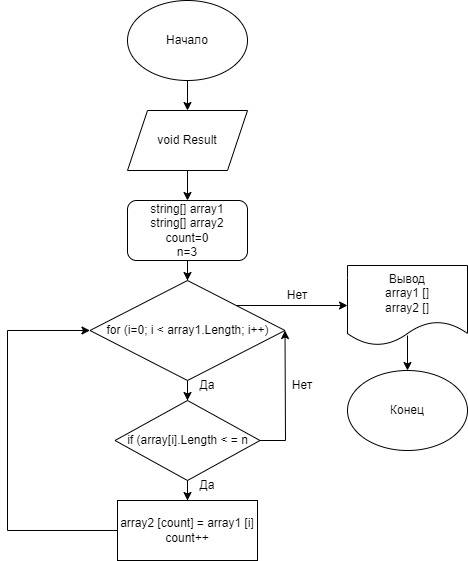 Начало
void Result
string[] array1
string[] array2
count=0
n=3
for (i=0; i < array1.Length; i++)
Нет
Вывод
array1 []
array2 []
Да
Нет
Конец
if (array[i].Length < = n
Да
array2 [count] = array1 [i]
count++